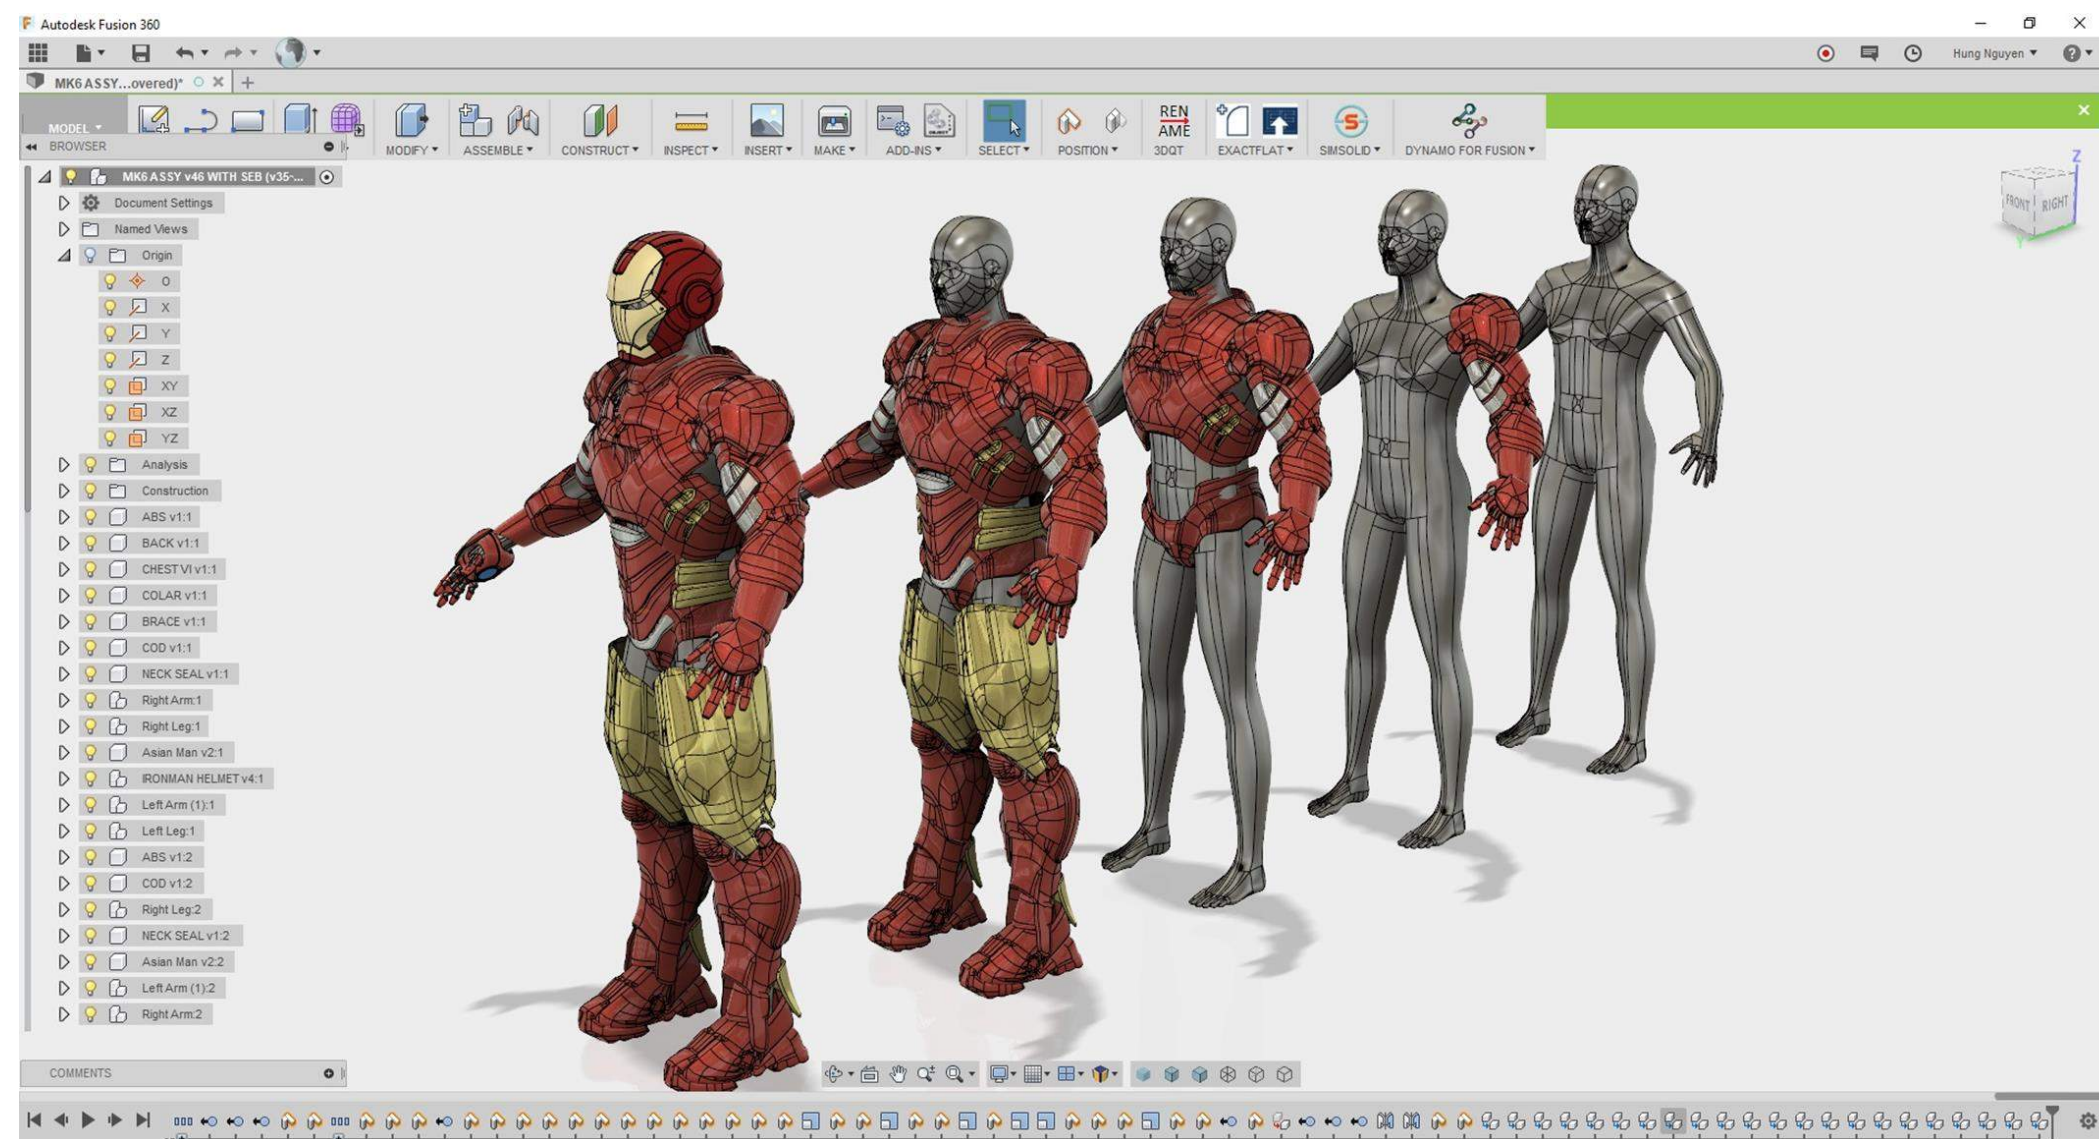 Autodesk Fusion 360
Hung Nguyen
MK6 ASSY...overed)*
MODEL
MODIFY
ASSEMBLE
CONSTRUCT
INSPECT
INSERT
MAKE
ADD-INS
SELECT
POSITION
REN
AME
3DQT
EXACTFLAT
SIMSOLID
DYNAMO FOR FUSION
BROWSER
Z
FRONT
RIGHT
Y
MK6 ASSY v46 WITH SEB (v35~...
Document Settings
Named Views
Origin
O
X
Y
Z
XY
XZ
YZ
Analysis
Construction
ABS v1:1
BACK v1:1
CHEST VI v1:1
COLAR v1:1
BRACE v1:1
COD v1:1
NECK SEAL v1:1
Right Arm:1
Right Leg:1
Asian Man v2:1
IRONMAN HELMET v4:1
Left Arm (1):1
Left Leg:1
ABS v1:2
COD v1:2
Right Leg:2
NECK SEAL v1:2
Asian Man v2:2
Left Arm (1):2
Right Arm:2
COMMENTS